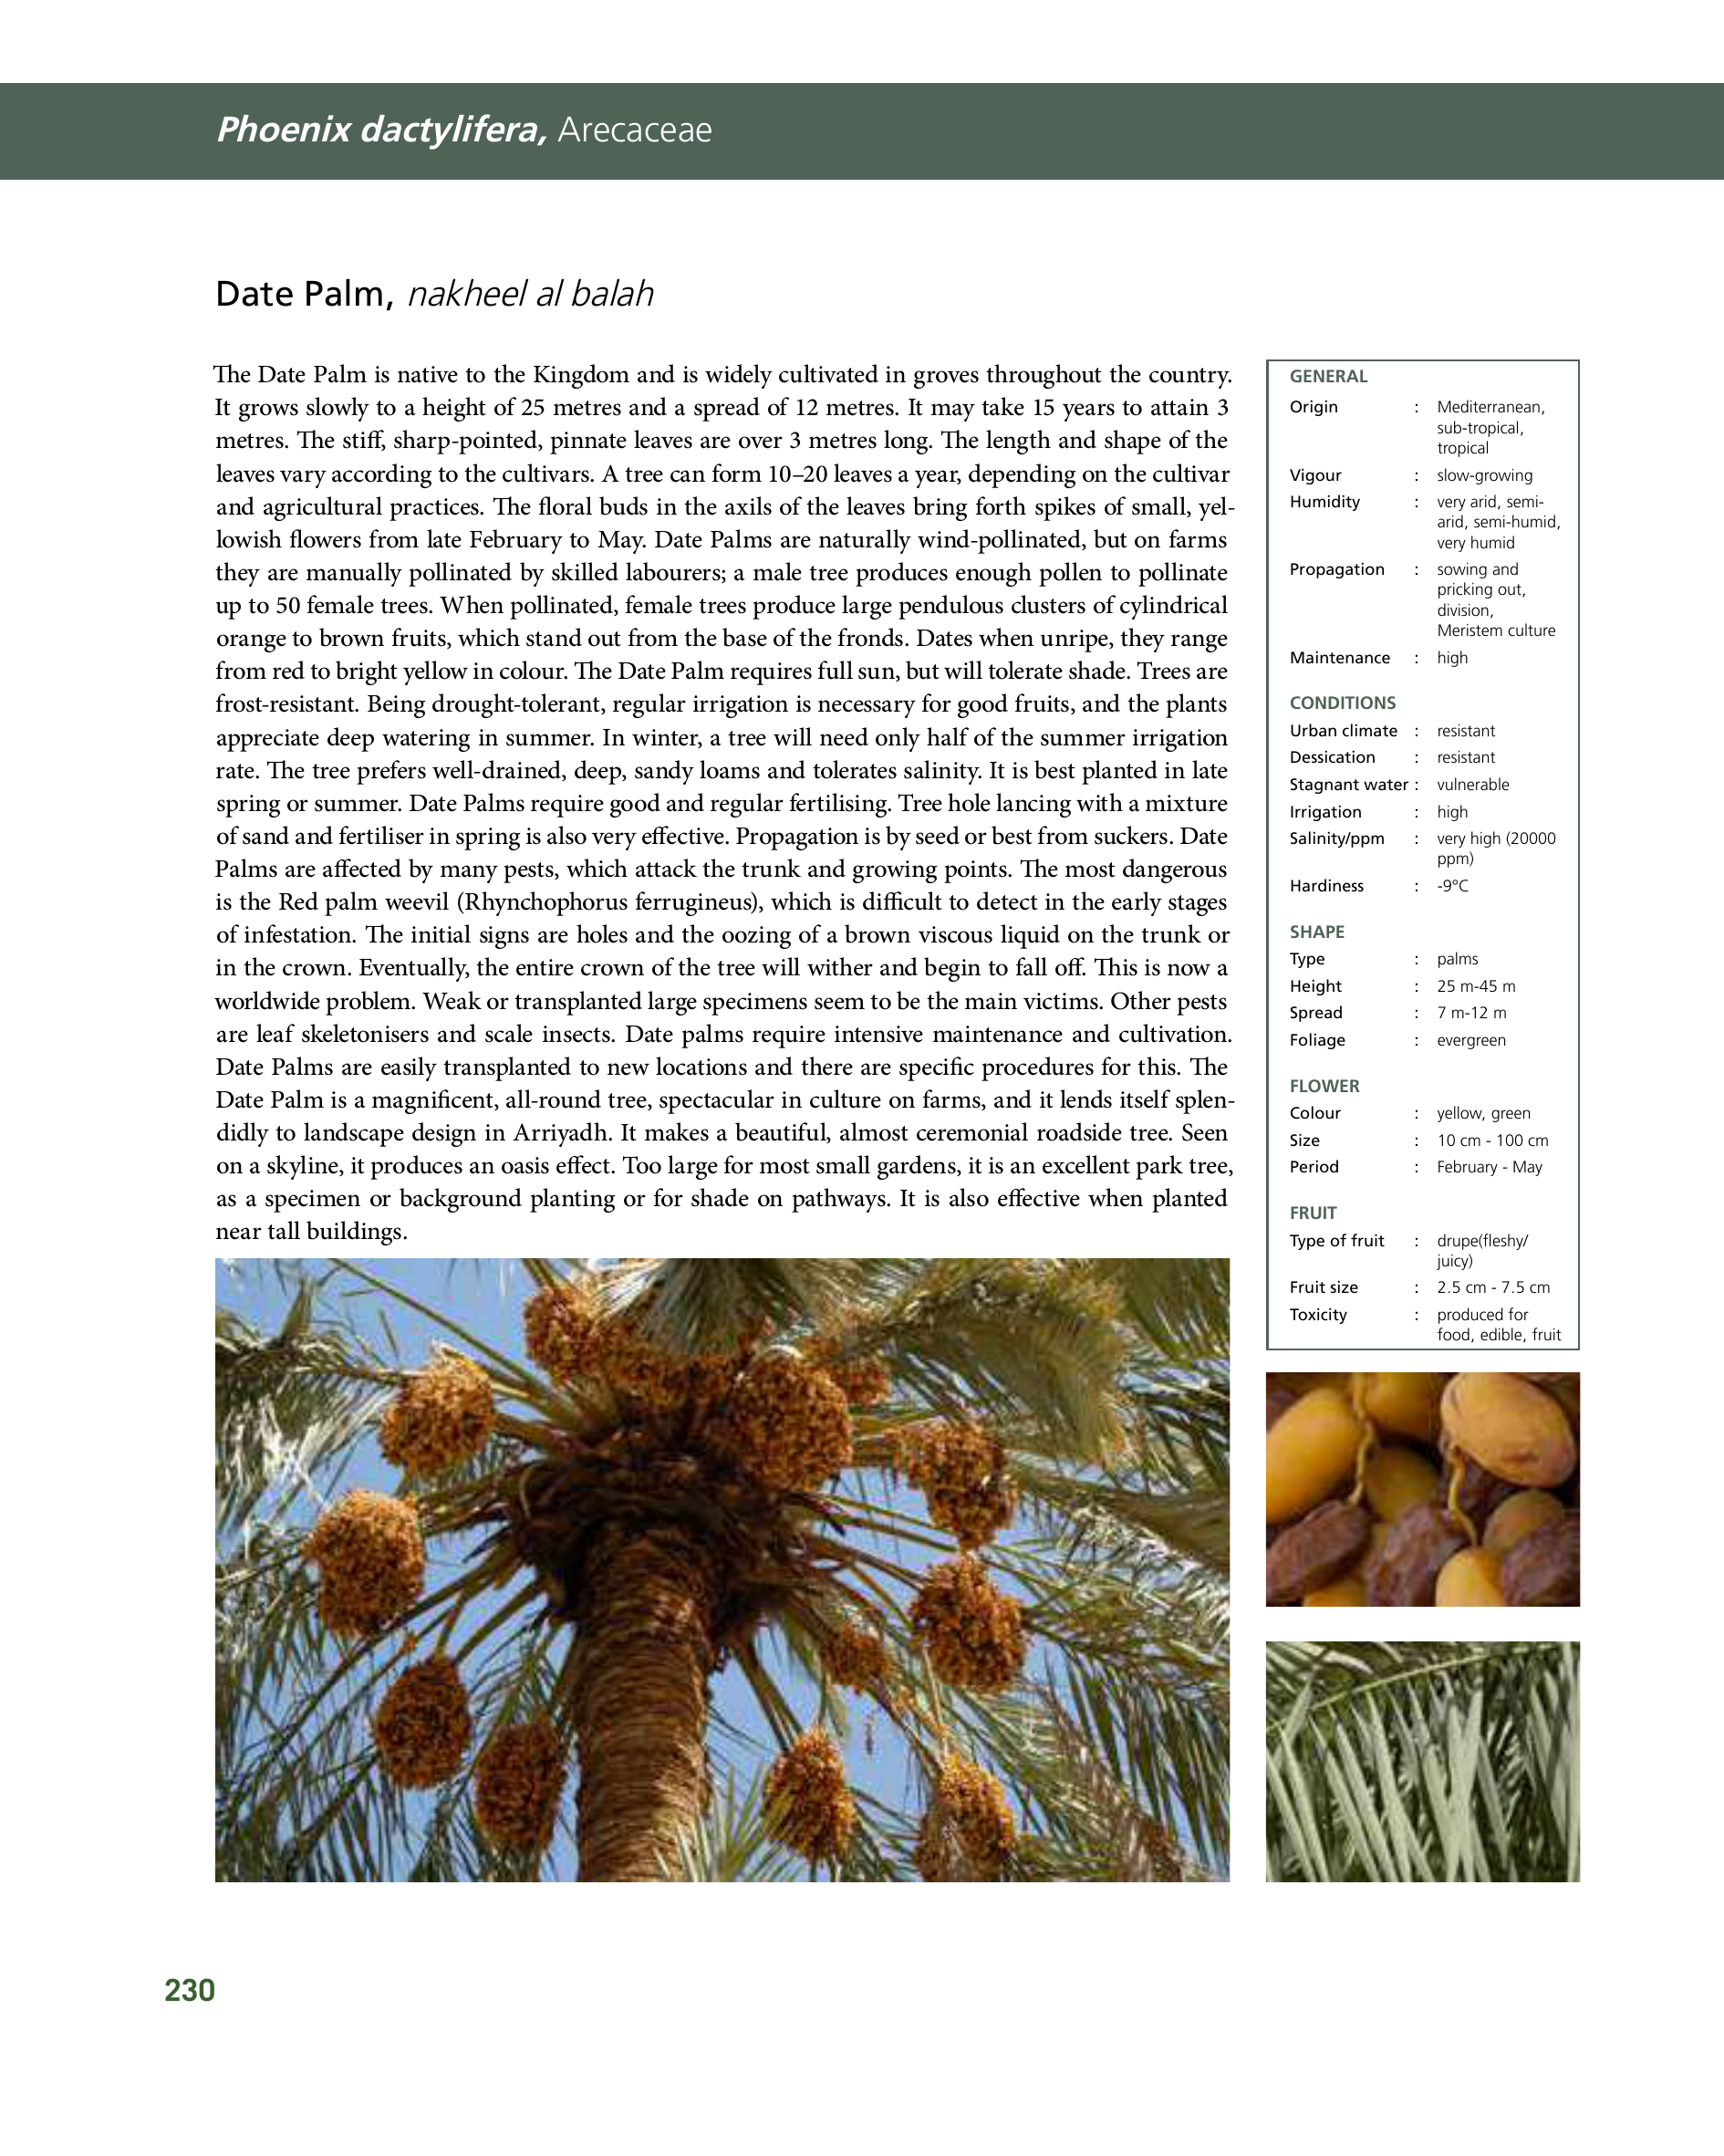 Phoenix dactylifera, Arecaceae
Date Palm, nakheel al balah
The Date Palm is native to the Kingdom and is widely cultivated in groves throughout the country.
It grows slowly to a height of 25 metres and a spread of 12 metres. It may take 15 years to attain 3
metres. The stiff, sharp-pointed, pinnate leaves are over 3 metres long. The length and shape of the
leaves vary according to the cultivars. A tree can form 10–20 leaves a year, depending on the cultivar
and agricultural practices. The floral buds in the axils of the leaves bring forth spikes of small, yel-
lowish flowers from late February to May. Date Palms are naturally wind-pollinated, but on farms
they are manually pollinated by skilled labourers; a male tree produces enough pollen to pollinate
up to 50 female trees. When pollinated, female trees produce large pendulous clusters of cylindrical
orange to brown fruits, which stand out from the base of the fronds. Dates when unripe, they range
from red to bright yellow in colour. The Date Palm requires full sun, but will tolerate shade. Trees are
frost-resistant. Being drought-tolerant, regular irrigation is necessary for good fruits, and the plants
appreciate deep watering in summer. In winter, a tree will need only half of the summer irrigation
rate. The tree prefers well-drained, deep, sandy loams and tolerates salinity. It is best planted in late
spring or summer. Date Palms require good and regular fertilising. Tree hole lancing with a mixture
of sand and fertiliser in spring is also very effective. Propagation is by seed or best from suckers. Date
Palms are affected by many pests, which attack the trunk and growing points. The most dangerous
is the Red palm weevil (Rhynchophorus ferrugineus), which is difficult to detect in the early stages
of infestation. The initial signs are holes and the oozing of a brown viscous liquid on the trunk or
in the crown. Eventually, the entire crown of the tree will wither and begin to fall off. This is now a
worldwide problem. Weak or transplanted large specimens seem to be the main victims. Other pests
are leaf skeletonisers and scale insects. Date palms require intensive maintenance and cultivation.
Date Palms are easily transplanted to new locations and there are specific procedures for this. The
Date Palm is a magnificent, all-round tree, spectacular in culture on farms, and it lends itself splen-
didly to landscape design in Arriyadh. It makes a beautiful, almost ceremonial roadside tree. Seen
on a skyline, it produces an oasis effect. Too large for most small gardens, it is an excellent park tree,
as a specimen or background planting or for shade on pathways. It is also effective when planted
near tall buildings.
GENERAL
Origin : Mediterranean,
sub-tropical,
tropical
Vigour : slow-growing
Humidity : very arid, semi-
arid, semi-humid,
very humid
Propagation : sowing and
pricking out,
division,
Meristem culture
Maintenance : high
CONDITIONS
Urban climate : resistant
Dessication : resistant
Stagnant water : vulnerable
Irrigation : high
Salinity/ppm : very high (20000
ppm)
Hardiness : -9°C
SHAPE
Type : palms
Height : 25 m-45 m
Spread : 7 m-12 m
Foliage : evergreen
FLOWER
Colour : yellow, green
Size : 10 cm - 100 cm
Period : February - May
FRUIT
Type of fruit : drupe(fleshy/
juicy)
Fruit size : 2.5 cm - 7.5 cm
Toxicity : produced for
food, edible, fruit
230